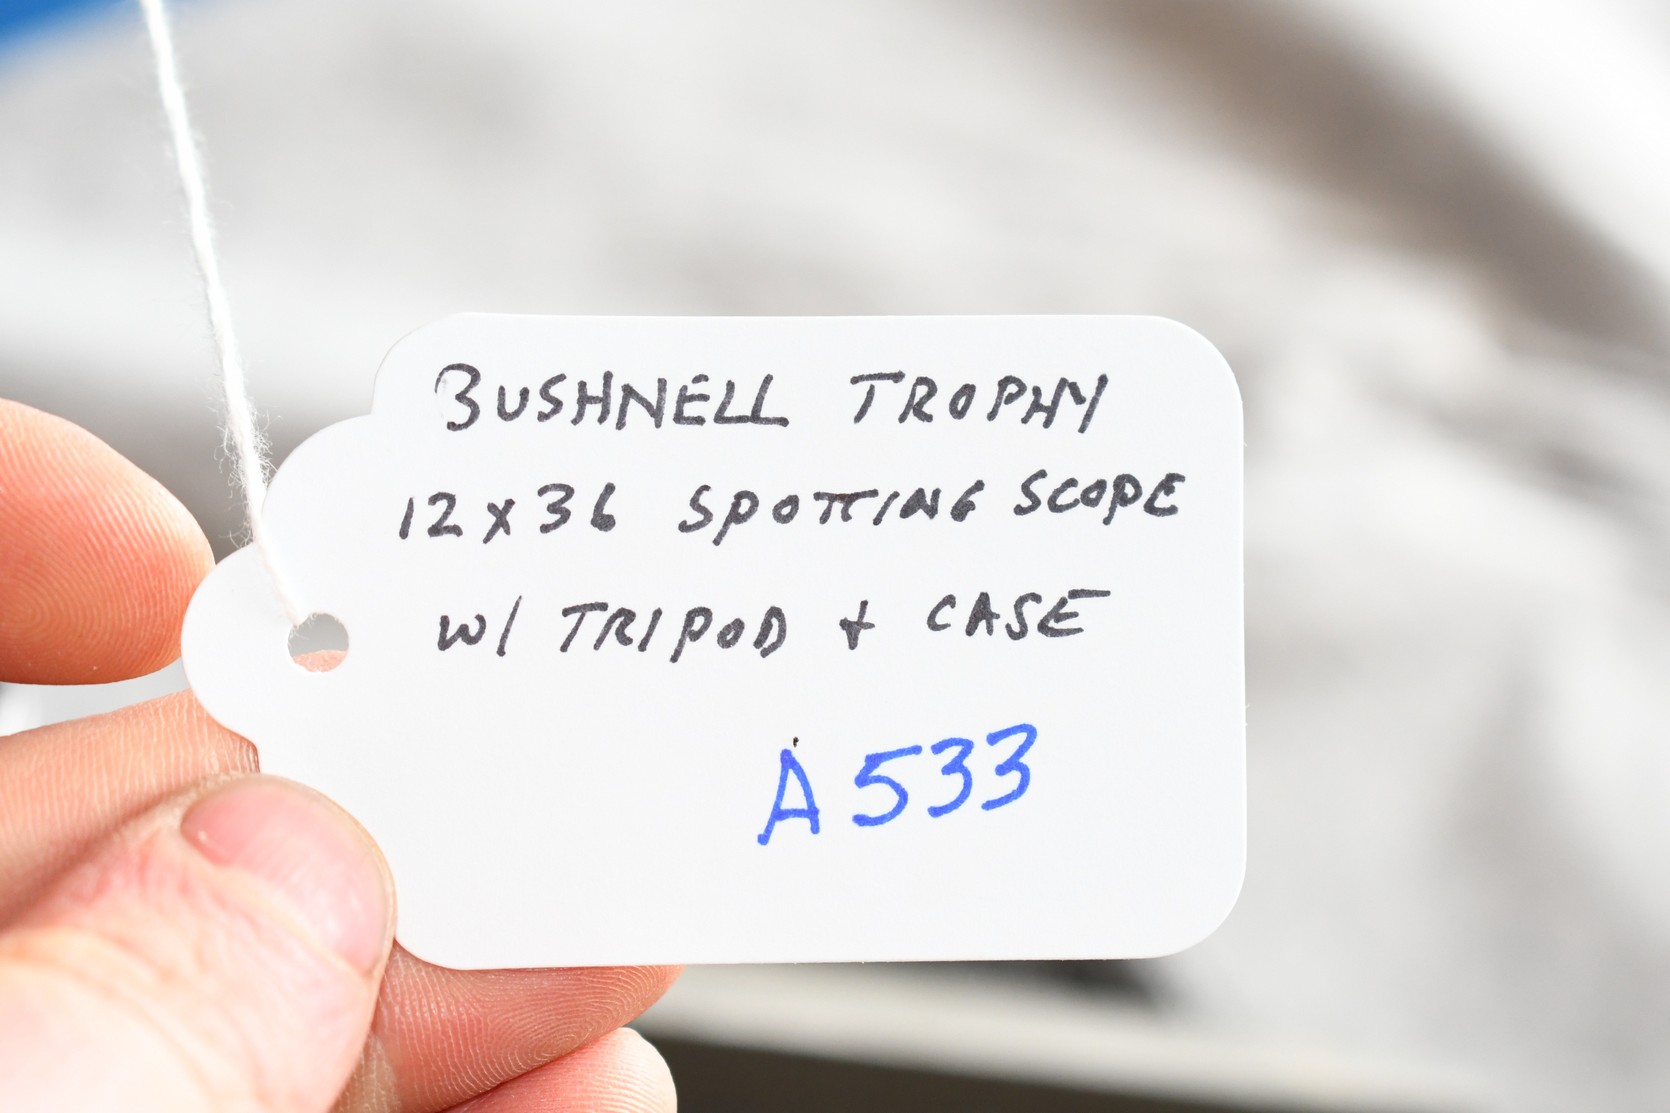 BUSHNELL TROPHY
12x36 SPOTTING SCOPE
W/ TRIPOD + CASE
A533